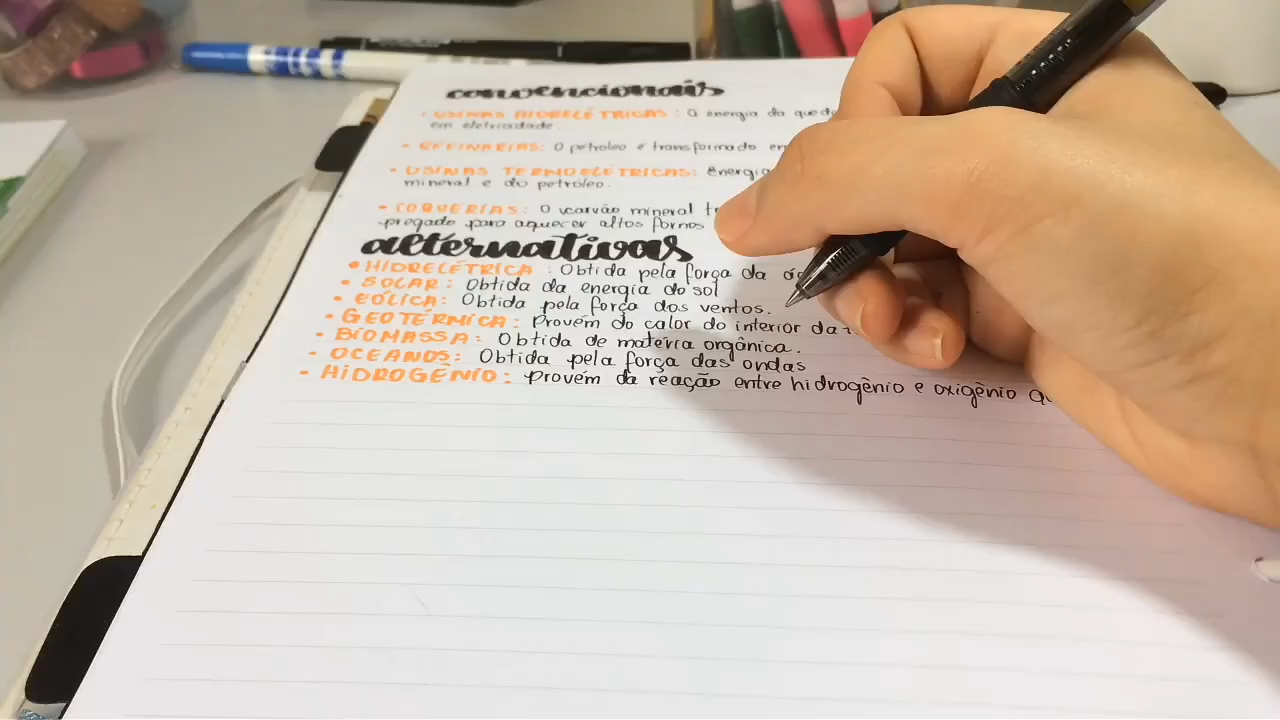 convencionais
• USINAS HIDRELÉTRICAS: a energia da queda
em eletricidade.
• REFINARIAS: O petróleo é transformado em
• USINAS TERMOELÉTRICAS: Energia
mineral e do petróleo.
• COQUERIAS: O carvão mineral
pregado para aquecer altos fornos
alternativas
• HIDRELÉTRICA: Obtida pela força da
• SOLAR: Obtida da energia do sol
• EÓLICA: Obtida pela força dos ventos.
• GEOTÉRMICA: Provém do calor do interior da
• BIOMASSA: Obtida de matéria orgânica.
• OCEANOS: Obtida pela força das ondas
• HIDROGÊNIO: provém da reação entre hidrogênio e oxigênio